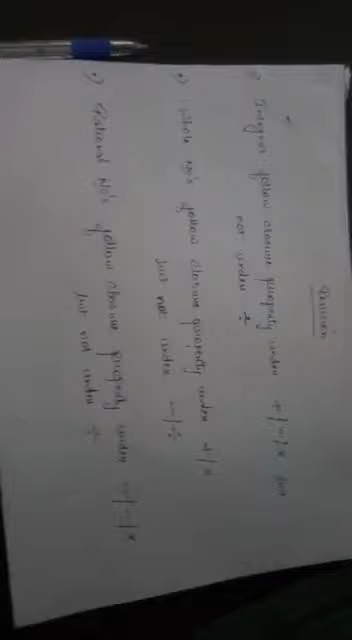 Revision
•) Integers follow closure property under + / - / × but
not under ÷
•) Whole No's follow closure property under + / ×
but not under - / ÷
•) Rational No's follow closure property under + / - / ×
but not under ÷